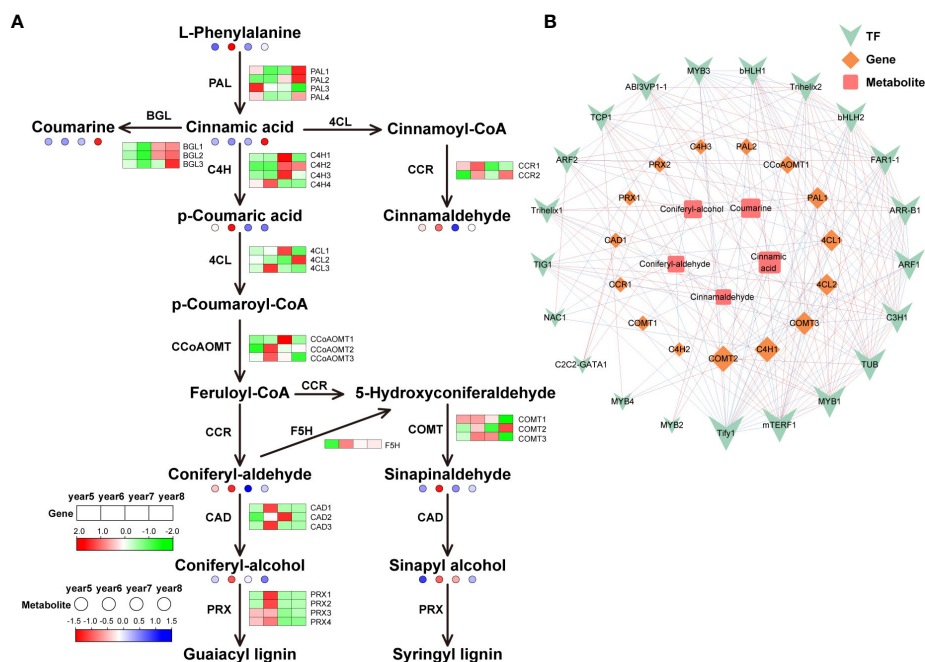 A
L-Phenylalanine
PAL
PAL1
PAL2
PAL3
PAL4
Coumarine
BGL
Cinnamic acid
4CL
Cinnamoyl-CoA
BGL1
BGL2
BGL3
C4H
C4H1
C4H2
C4H3
C4H4
CCR
CCR1
CCR2
p-Coumaric acid
Cinnamaldehyde
4CL
4CL1
4CL2
4CL3
p-Coumaroyl-CoA
CCoAOMT
CCoAOMT1
CCoAOMT2
CCoAOMT3
Feruloyl-CoA
CCR
5-Hydroxyconiferaldehyde
CCR
F5H
F5H
COMT
COMT1
COMT2
COMT3
Coniferyl-aldehyde
Sinapinaldehyde
CAD
CAD1
CAD2
CAD3
CAD
Coniferyl-alcohol
Sinapyl alcohol
PRX
PRX1
PRX2
PRX3
PRX4
PRX
Guaiacyl lignin
Syringyl lignin
year5 year6 year7 year8
Gene
2.0 1.0 0.0 -1.0 -2.0
year5 year6 year7 year8
Metabolite
-1.5 -1.0 -0.5 0.0 0.5 1.0 1.5
B
TF
Gene
Metabolite
MYB3
bHLH1
ABI3VP1-1
Trihelix2
TCP1
bHLH2
ARF2
FAR1-1
Trihelix1
ARR-B1
TIG1
ARF1
NAC1
C3H1
C2C2-GATA1
TUB
MYB4
MYB1
MYB2
mTERF1
Tify1
C4H3
PAL2
PRX2
CCoAOMT1
PRX1
PAL1
CAD1
4CL1
CCR1
4CL2
COMT1
COMT3
C4H2
C4H1
COMT2
Coniferyl-alcohol
Coumarine
Coniferyl-aldehyde
Cinnamic
acid
Cinnamaldehyde